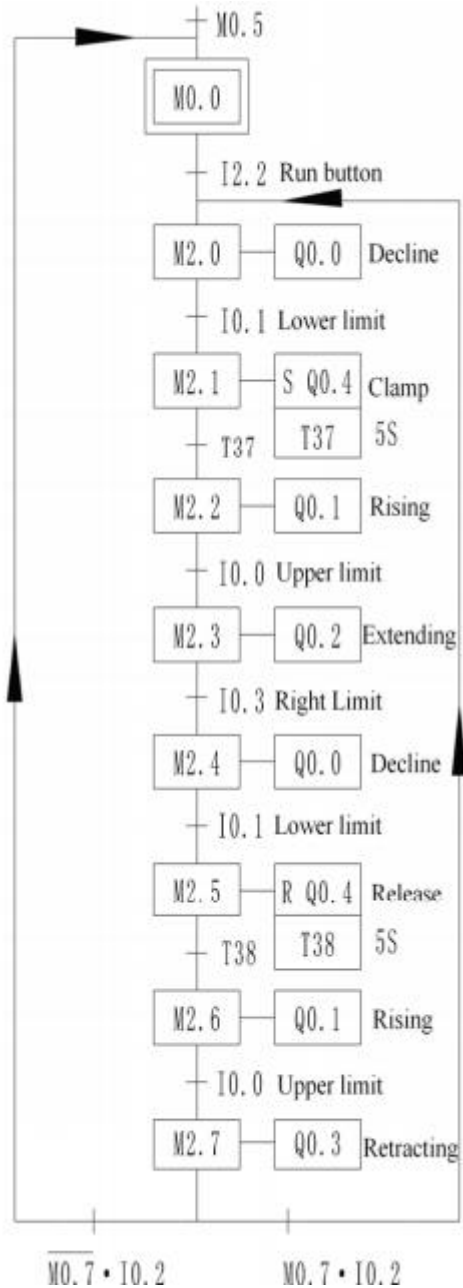 M0.5
M0.0
I2.2 Run button
M2.0 Q0.0 Decline
I0.1 Lower limit
M2.1 S Q0.4 Clamp
T37 T37 5S
M2.2 Q0.1 Rising
I0.0 Upper limit
M2.3 Q0.2 Extending
I0.3 Right Limit
M2.4 Q0.0 Decline
I0.1 Lower limit
M2.5 R Q0.4 Release
T38 T38 5S
M2.6 Q0.1 Rising
I0.0 Upper limit
M2.7 Q0.3 Retracting
M̅0̅.̅7̅ · I0.2 M0.7 · I0.2